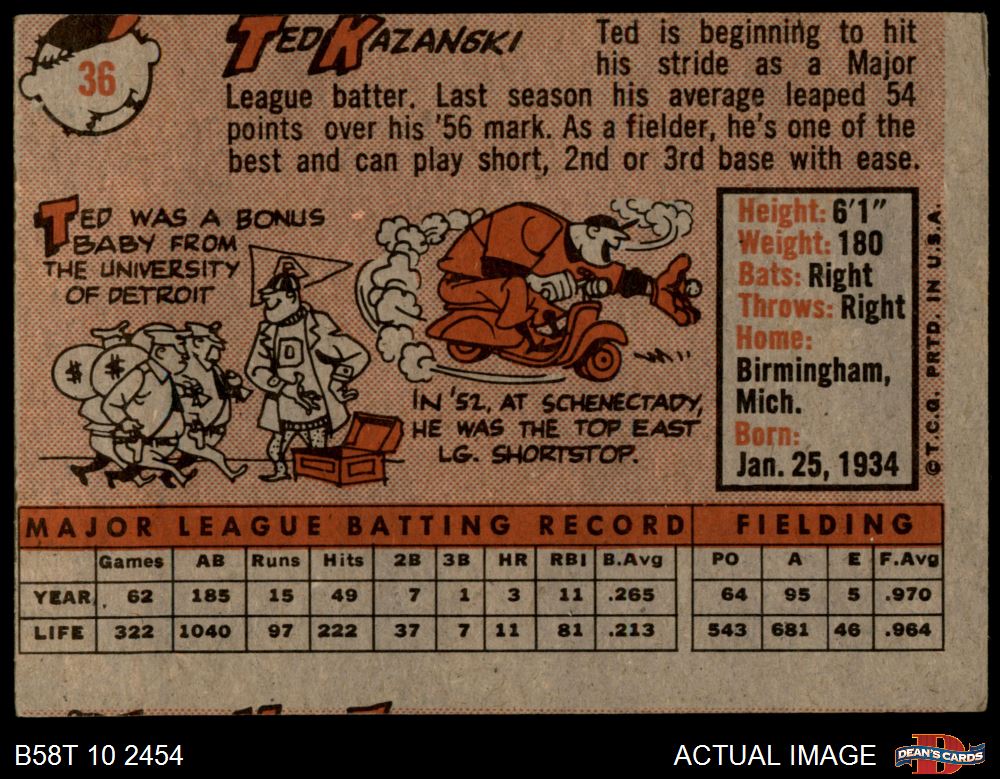 36
TED KAZANSKI
Ted is beginning to hit
his stride as a Major
League batter. Last season his average leaped 54
points over his '56 mark. As a fielder, he's one of the
best and can play short, 2nd or 3rd base with ease.
TED WAS A BONUS
BABY FROM
THE UNIVERSITY
OF DETROIT
$ $
D
IN '52, AT SCHENECTADY,
HE WAS THE TOP EAST
LG. SHORTSTOP.
Height: 6'1"
Weight: 180
Bats: Right
Throws: Right
Home:
Birmingham,
Mich.
Born:
Jan. 25, 1934
© T.C.G. PRTD. IN U.S.A.
MAJOR LEAGUE BATTING RECORD FIELDING
Games AB Runs Hits 2B 3B HR RBI B.Avg PO A E F.Avg
YEAR 62 185 15 49 7 1 3 11 .265 64 95 5 .970
LIFE 322 1040 97 222 37 7 11 81 .213 543 681 46 .964
B58T 10 2454
ACTUAL IMAGE
DEAN'S CARDS